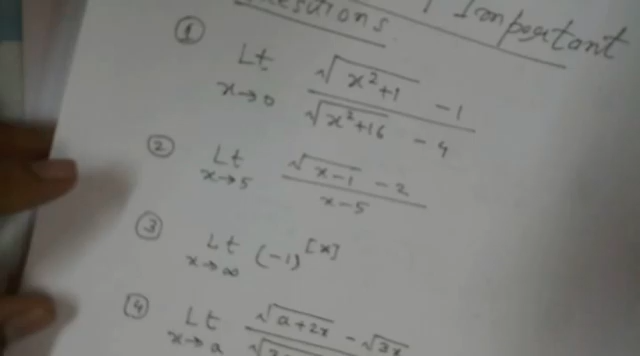 Important
①
Lt x→0 (√(x²+1) - 1) / (√(x²+16) - 4)
②
Lt x→5 (√(x-1) - 2) / (x-5)
③
Lt x→∞ (-1)^[x]
④
Lt x→a √(a+2x) - √3x